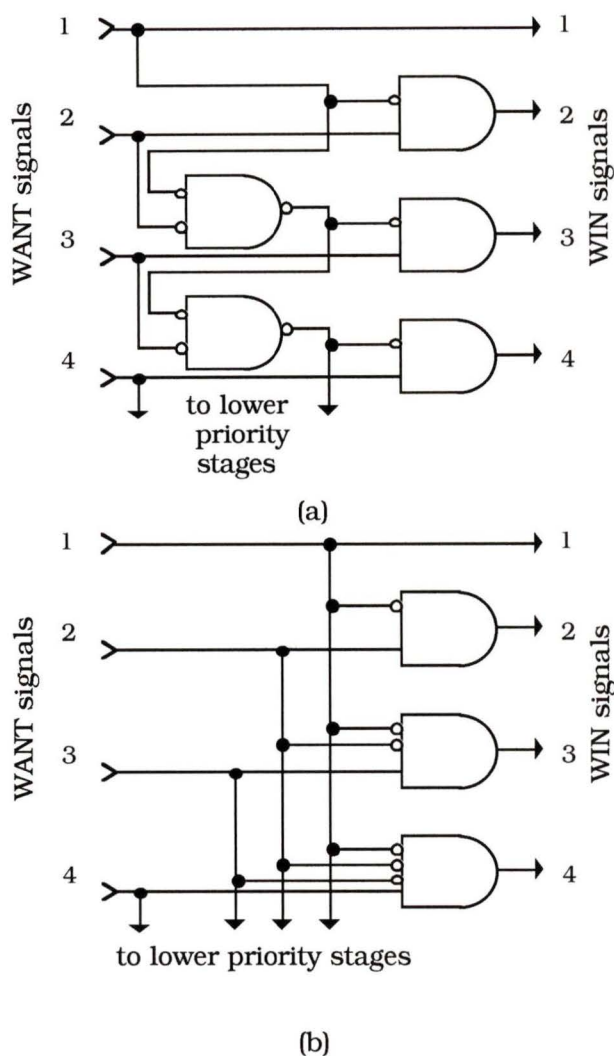 1 1
2 2
WANT signals
WIN signals
3 3
4 4
to lower
priority
stages
(a)
1 1
2 2
WANT signals
WIN signals
3 3
4 4
to lower priority stages
(b)